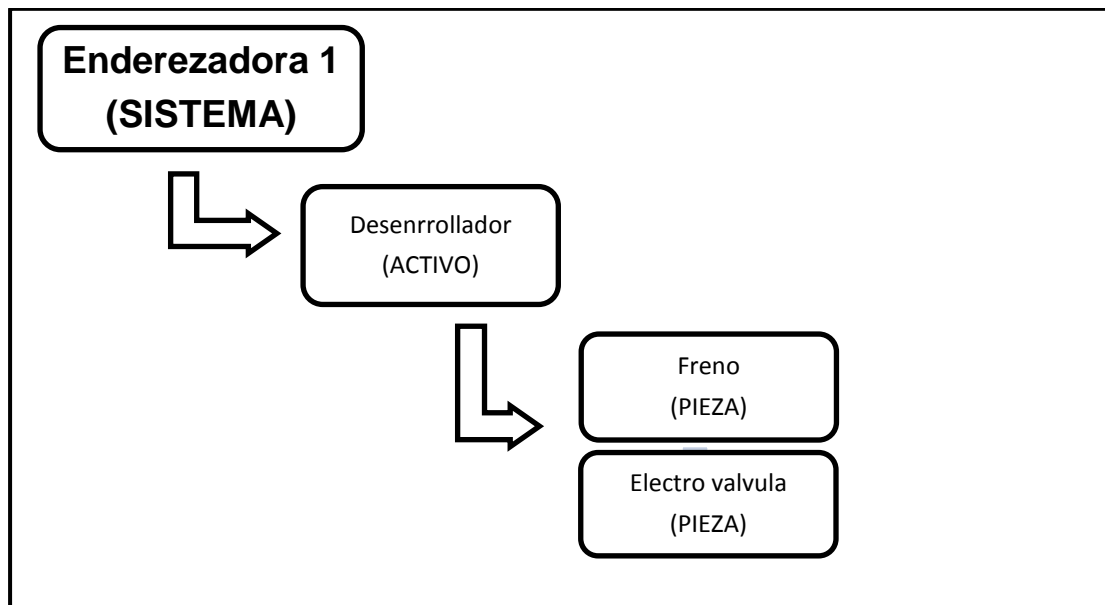 Enderezadora 1
(SISTEMA)
Desenrrollador
(ACTIVO)
Freno
(PIEZA)
Electro valvula
(PIEZA)